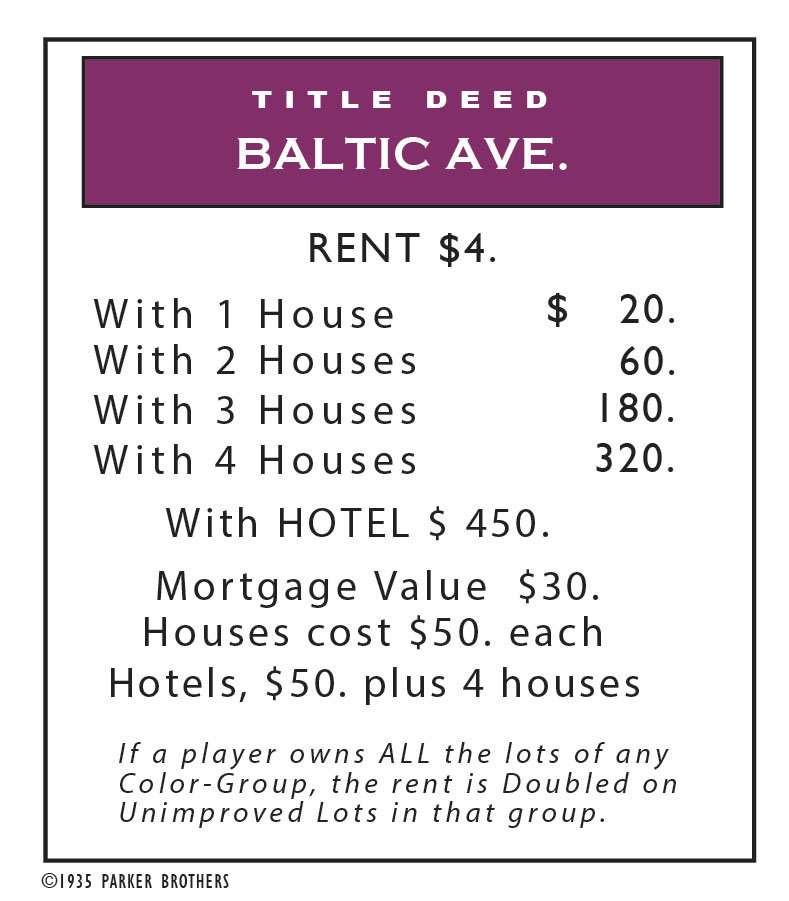 TITLE DEED
BALTIC AVE.
RENT $4.
With 1 House $ 20.
With 2 Houses 60.
With 3 Houses 180.
With 4 Houses 320.
With HOTEL $ 450.
Mortgage Value $30.
Houses cost $50. each
Hotels, $50. plus 4 houses
If a player owns ALL the lots of any
Color-Group, the rent is Doubled on
Unimproved Lots in that group.
©1935 PARKER BROTHERS